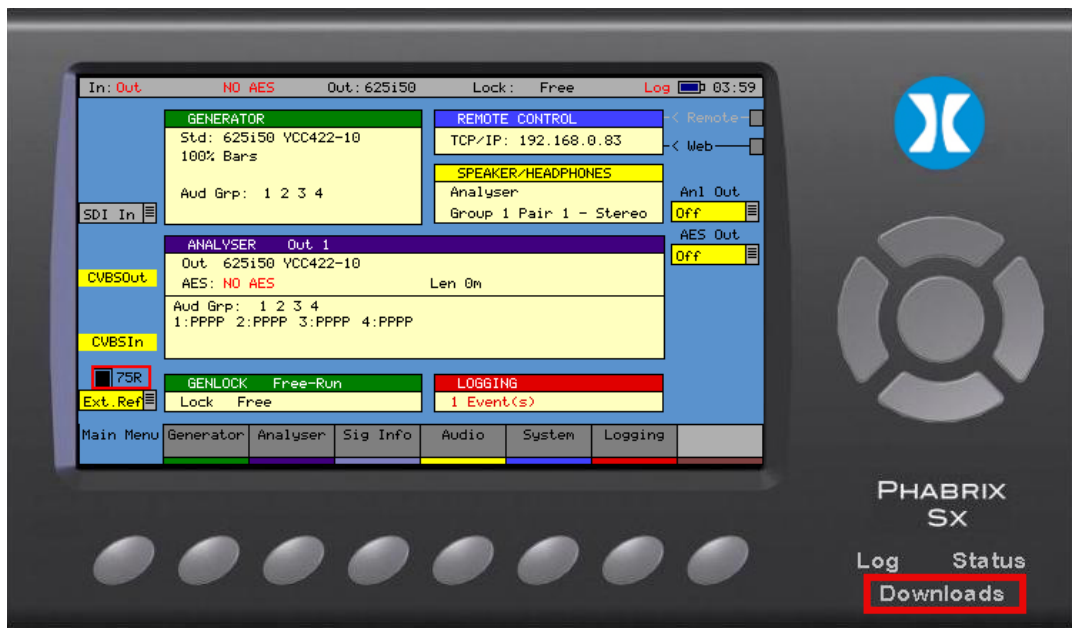 In: Out NO AES Out: 625i50 Lock: Free Log 03:59
GENERATOR
Std: 625i50 YCC422-10
100% Bars
Aud Grp: 1 2 3 4
REMOTE CONTROL
TCP/IP: 192.168.0.83
SPEAKER/HEADPHONES
Analyser
Group 1 Pair 1 - Stereo
< Remote
< Web
Anl Out
Off
AES Out
Off
SDI In
CVBSOut
CVBSIn
75R
Ext.Ref
ANALYSER Out 1
Out 625i50 YCC422-10
AES: NO AES Len 0m
Aud Grp: 1 2 3 4
1:PPPP 2:PPPP 3:PPPP 4:PPPP
GENLOCK Free-Run
Lock Free
LOGGING
1 Event(s)
Main Menu Generator Analyser Sig Info Audio System Logging
PHABRIX
SX
Log Status
Downloads